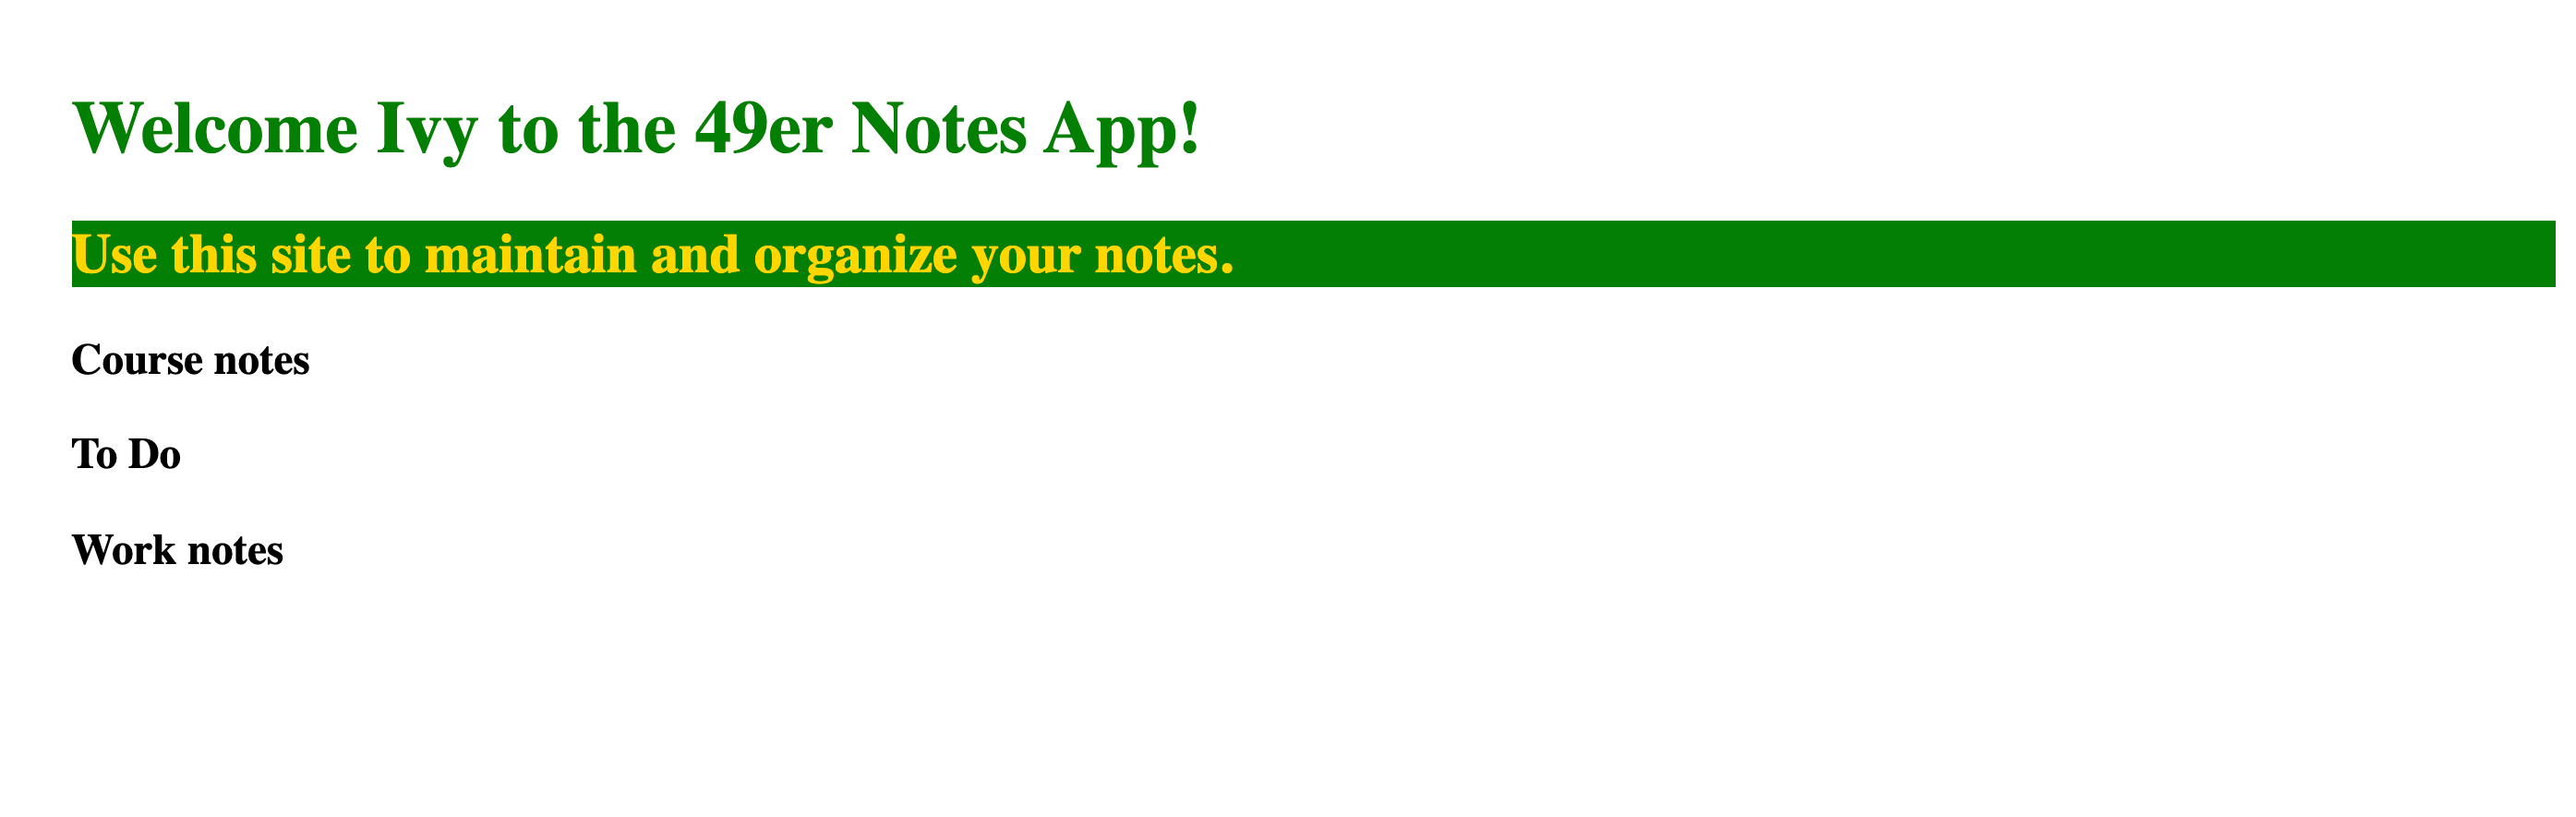 Welcome Ivy to the 49er Notes App!
Use this site to maintain and organize your notes.
Course notes
To Do
Work notes